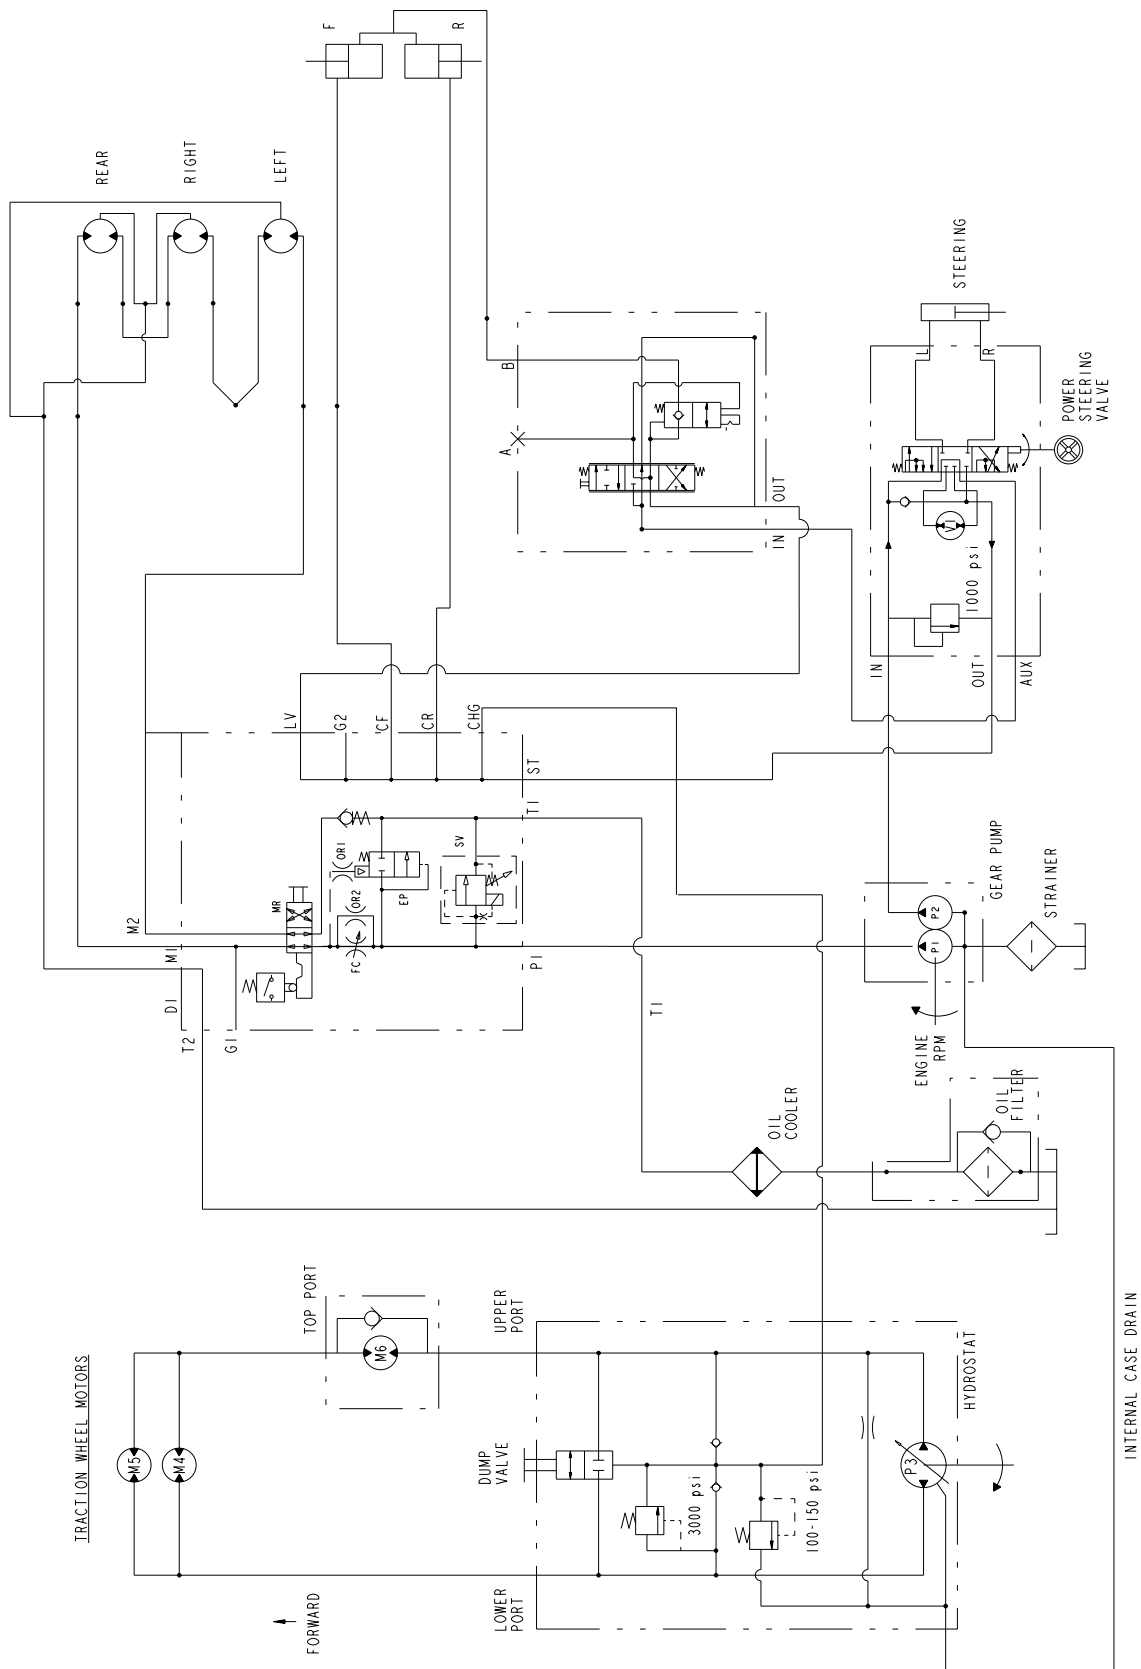 F
R
REAR
RIGHT
LEFT
STEERING
B
A
L
R
POWER
STEERING
VALVE
OUT
IN
V1
1000 psi
IN
OUT
AUX
LV
G2
CF
CR
CHG
ST
T1
OR1
SV
MR
OR2
EP
FC
M2
M1
D1
T2
G1
P1
T1
GEAR PUMP
STRAINER
P2
P1
ENGINE
RPM
OIL
COOLER
OIL
FILTER
TOP PORT
UPPER
PORT
M6
HYDROSTAT
TRACTION WHEEL MOTORS
M5
M4
DUMP
VALVE
3000 psi
100-150 psi
P3
LOWER
PORT
FORWARD
INTERNAL CASE DRAIN